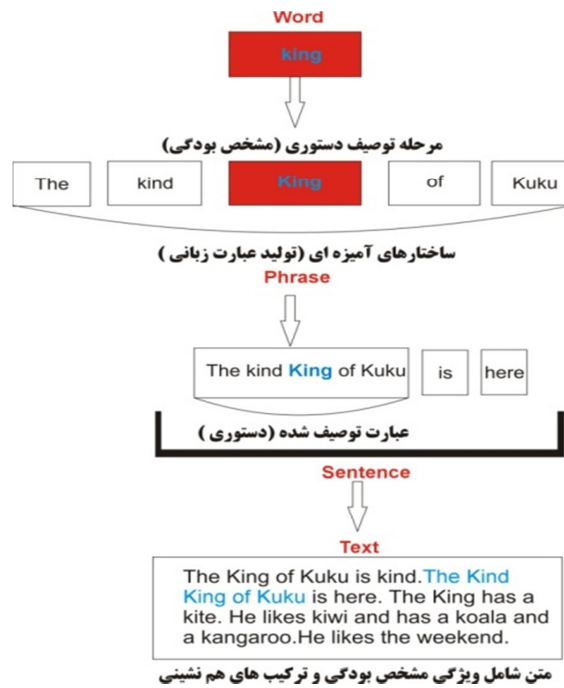 Word
king
مرحله توصیف دستوری (مشخص بودگی)
The kind King of Kuku
ساختارهای آمیزه ای (تولید عبارت زبانی )
Phrase
The kind King of Kuku is here
عبارت توصیف شده (دستوری )
Sentence
Text
The King of Kuku is kind.The Kind
King of Kuku is here. The King has a
kite. He likes kiwi and has a koala and
a kangaroo.He likes the weekend.
متن شامل ویژگی مشخص بودگی و ترکیب های هم نشینی